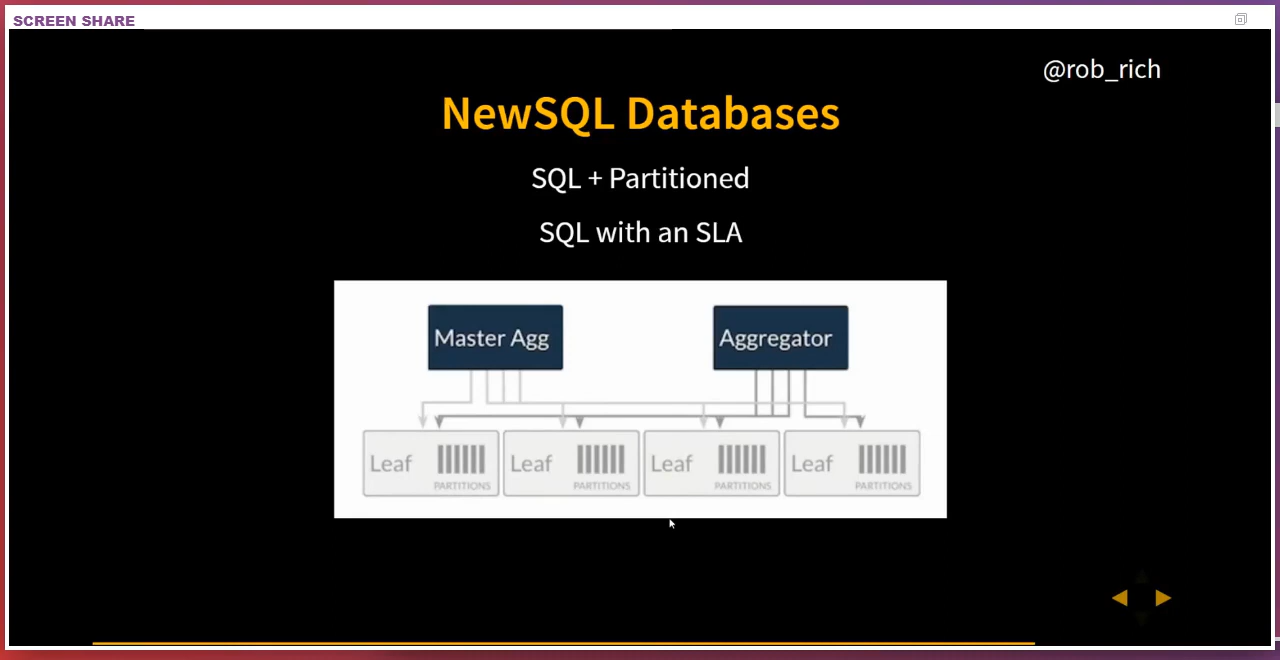 SCREEN SHARE
@rob_rich
NewSQL Databases
SQL + Partitioned
SQL with an SLA
Master Agg
Aggregator
Leaf
PARTITIONS
Leaf
PARTITIONS
Leaf
PARTITIONS
Leaf
PARTITIONS